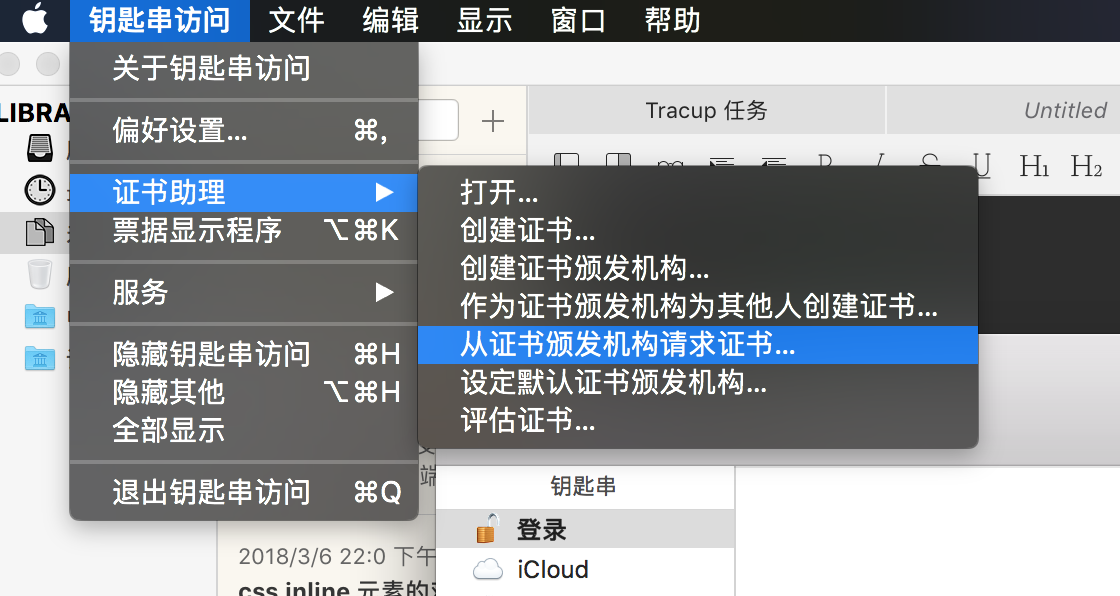 钥匙串访问 文件 编辑 显示 窗口 帮助
关于钥匙串访问
偏好设置... ⌘,
证书助理 ▶
票据显示程序 ⌥⌘K
服务 ▶
隐藏钥匙串访问 ⌘H
隐藏其他 ⌥⌘H
全部显示
退出钥匙串访问 ⌘Q
打开...
创建证书...
创建证书颁发机构...
作为证书颁发机构为其他人创建证书...
从证书颁发机构请求证书...
设定默认证书颁发机构...
评估证书...
LIBRA
Tracup 任务 Untitled
U H1 H2
端
钥匙串
登录
iCloud
2018/3/6 22:0 下午
css inline 元素的